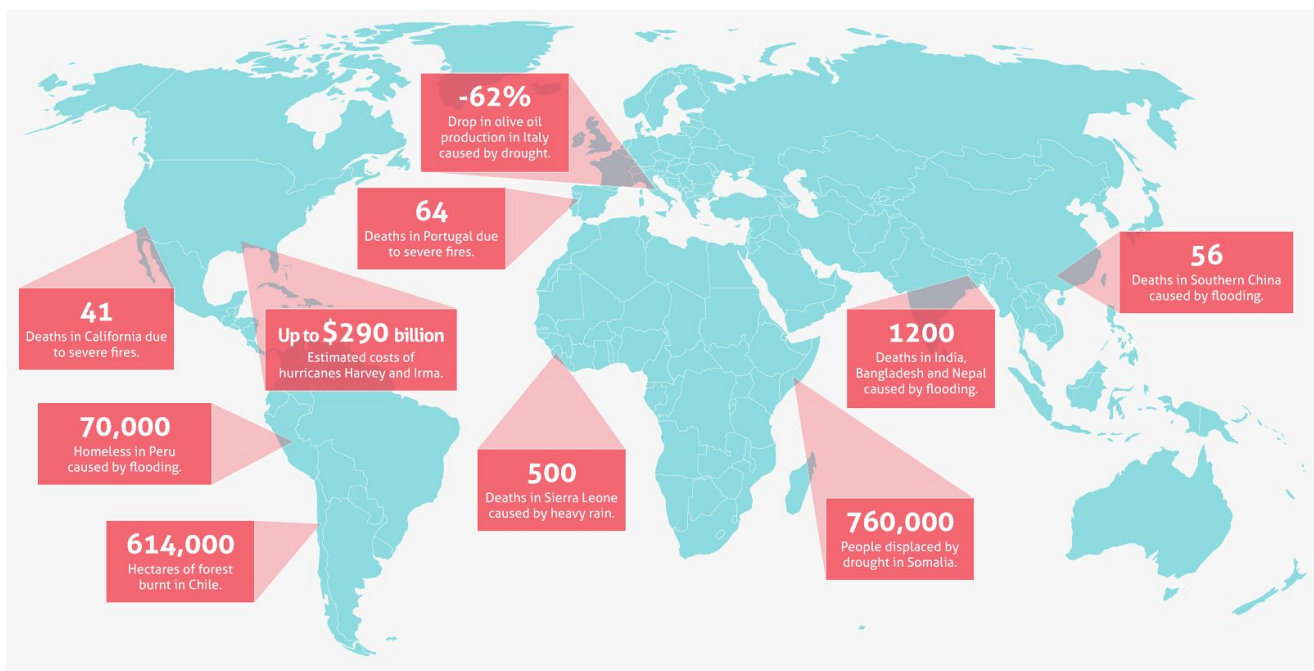 -62%
Drop in olive oil
production in Italy
caused by drought.
64
Deaths in Portugal due
to severe fires.
56
Deaths in Southern China
caused by flooding.
41
Deaths in California due
to severe fires.
Up to $290 billion
Estimated costs of
hurricanes Harvey and Irma.
1200
Deaths in India,
Bangladesh and Nepal
caused by flooding.
70,000
Homeless in Peru
caused by flooding.
500
Deaths in Sierra Leone
caused by heavy rain.
760,000
People displaced by
drought in Somalia.
614,000
Hectares of forest
burnt in Chile.